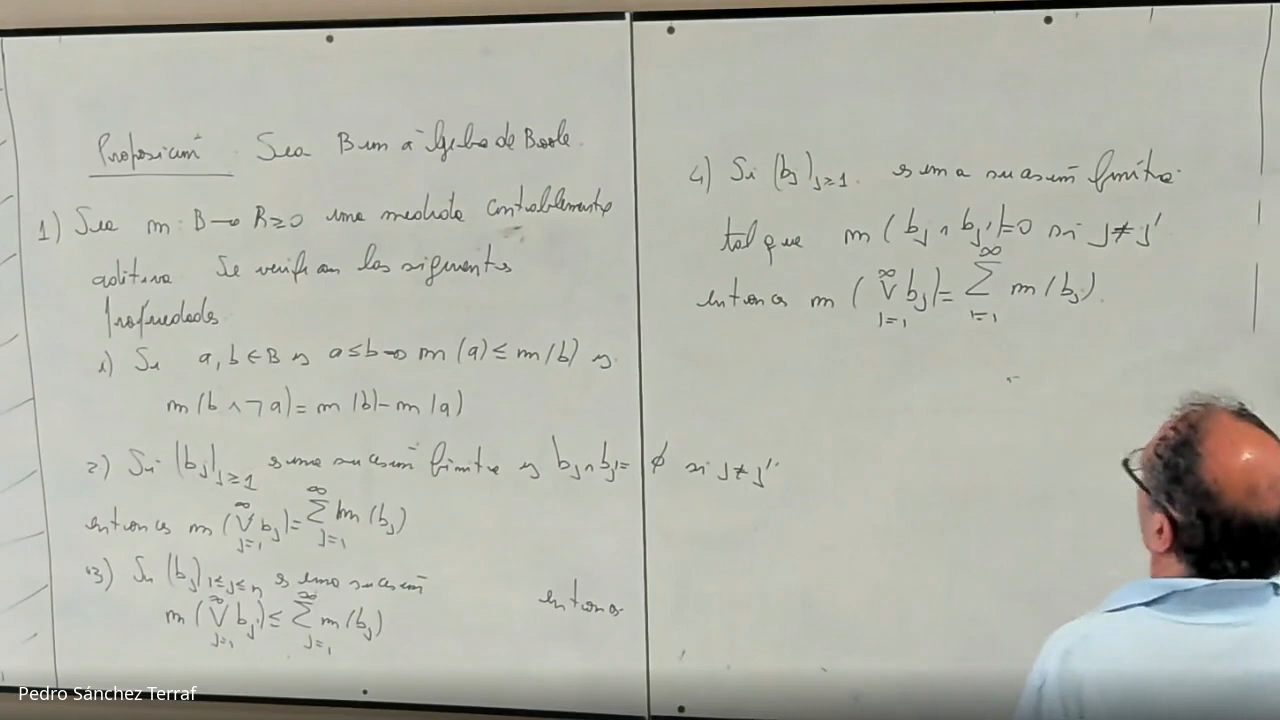 Proposición Sea B un álgebra de Boole
1) Sea m : B → R≥0 una medida contablemente
aditiva Se verifican las siguientes
Propiedades
1) Si a, b ∈ B y a ≤ b → m(a) ≤ m(b) y
m(b ∧ ¬a) = m(b) - m(a)
2) Si (bj)j≥1 es una sucesión finita y bj ∧ bj' = ∅ si j ≠ j'
entonces m(⋁_{j=1}^{∞} bj) = ∑_{j=1}^{∞} m(bj)
3) Si (bj)1≤j≤n es una sucesión entonces
m(⋁_{j=1}^{∞} bj) ≤ ∑_{j=1}^{∞} m(bj)
4) Si (bj)j≥1 es una sucesión finita
tal que m(bj ∧ bj') = 0 si j ≠ j'
entonces m(⋁_{i=1}^{∞} bj) = ∑_{i=1}^{∞} m(bj).
Pedro Sánchez Terraf